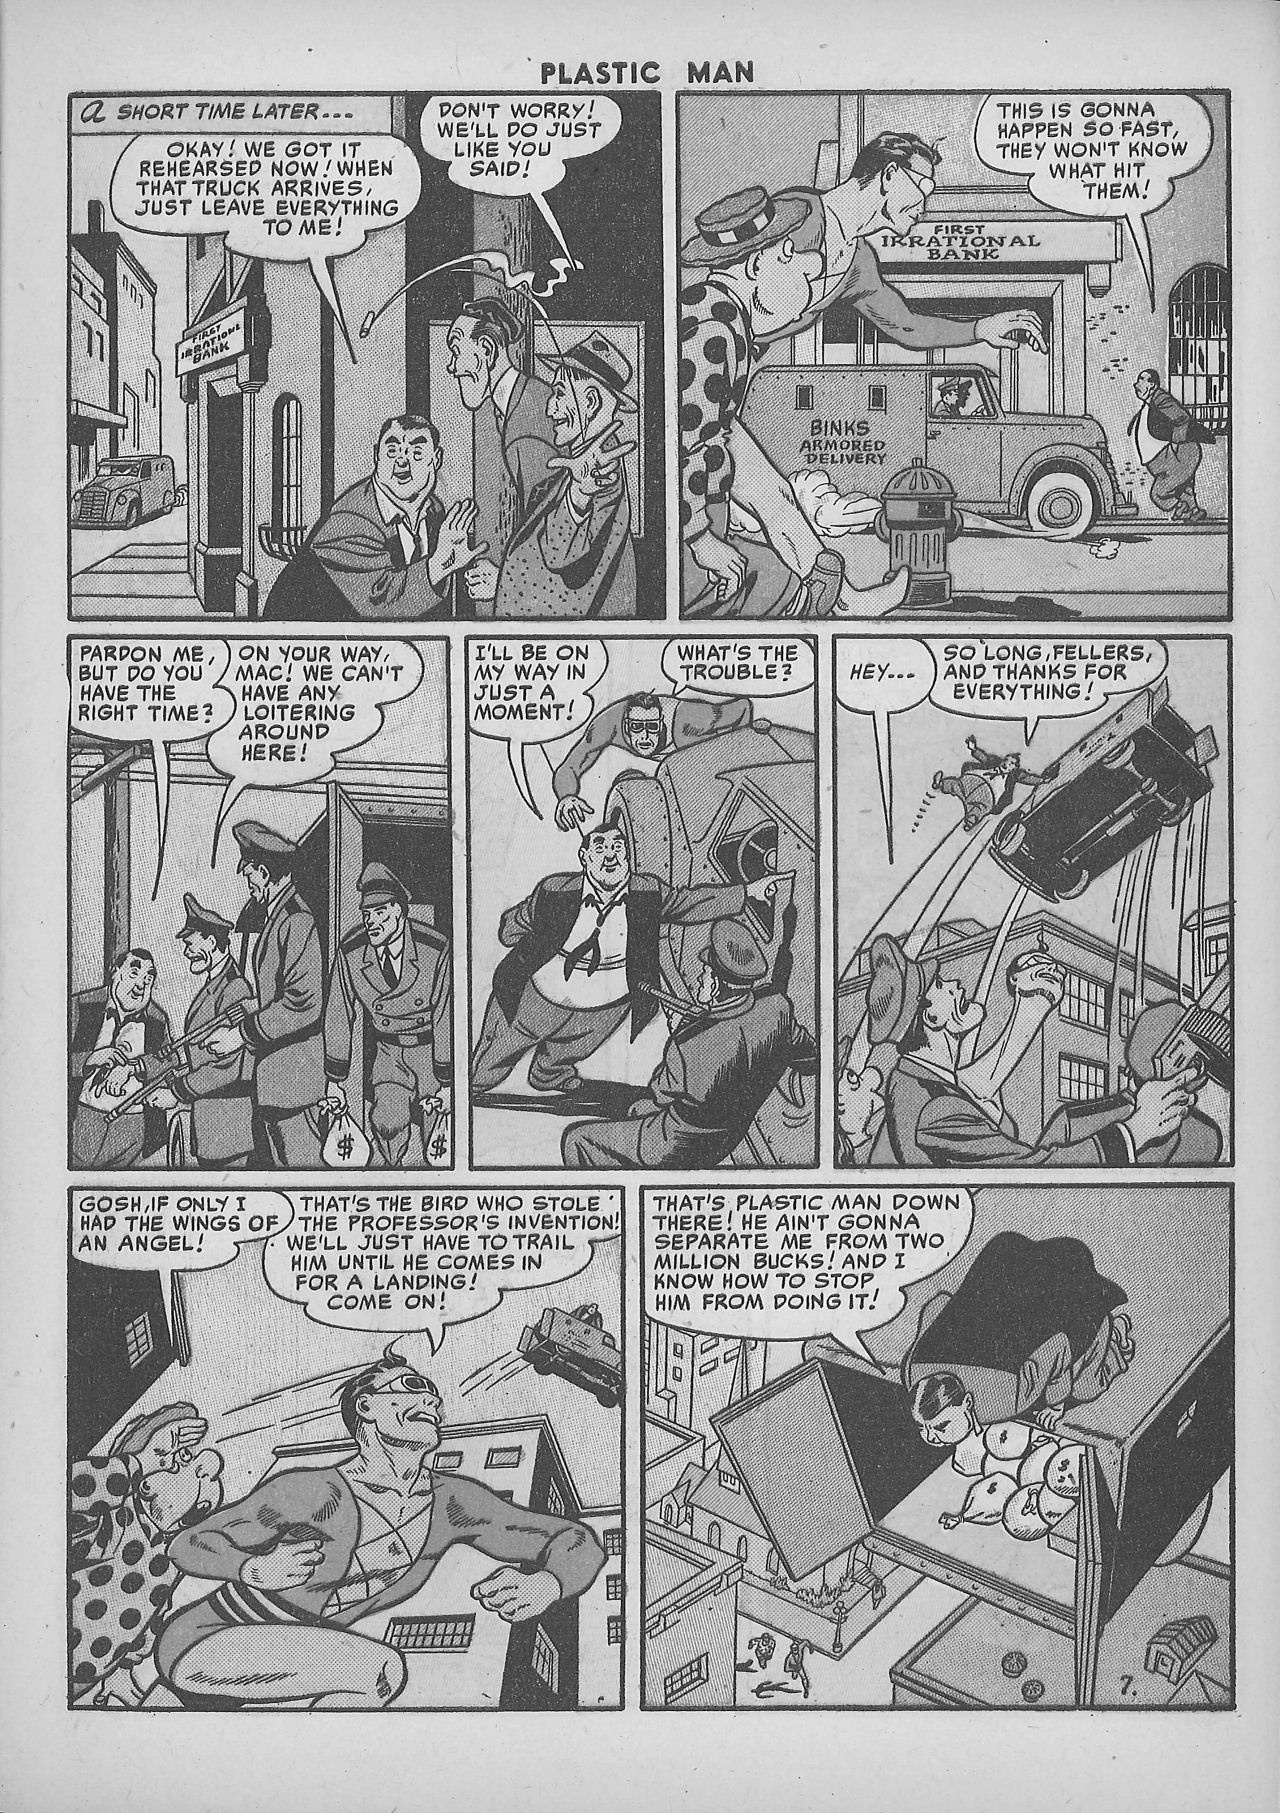 PLASTIC MAN
A SHORT TIME LATER...
OKAY! WE GOT IT
REHEARSED NOW! WHEN
THAT TRUCK ARRIVES,
JUST LEAVE EVERYTHING
TO ME!
DON'T WORRY!
WE'LL DO JUST
LIKE YOU
SAID!
FIRST
IRRATIONAL
BANK
THIS IS GONNA
HAPPEN SO FAST,
THEY WON'T KNOW
WHAT HIT
THEM!
FIRST
IRRATIONAL
BANK
BINKS
ARMORED
DELIVERY
PARDON ME,
BUT DO YOU
HAVE THE
RIGHT TIME?
ON YOUR WAY,
MAC! WE CAN'T
HAVE ANY
LOITERING
AROUND
HERE!
$
$
I'LL BE ON
MY WAY IN
JUST A
MOMENT!
WHAT'S THE
TROUBLE?
HEY...
SO LONG, FELLERS,
AND THANKS FOR
EVERYTHING!
GOSH, IF ONLY I
HAD THE WINGS OF
AN ANGEL!
THAT'S THE BIRD WHO STOLE
THE PROFESSOR'S INVENTION!
WE'LL JUST HAVE TO TRAIL
HIM UNTIL HE COMES IN
FOR A LANDING!
COME ON!
THAT'S PLASTIC MAN DOWN
THERE! HE AIN'T GONNA
SEPARATE ME FROM TWO
MILLION BUCKS! AND I
KNOW HOW TO STOP
HIM FROM DOING IT!
$
$
7.